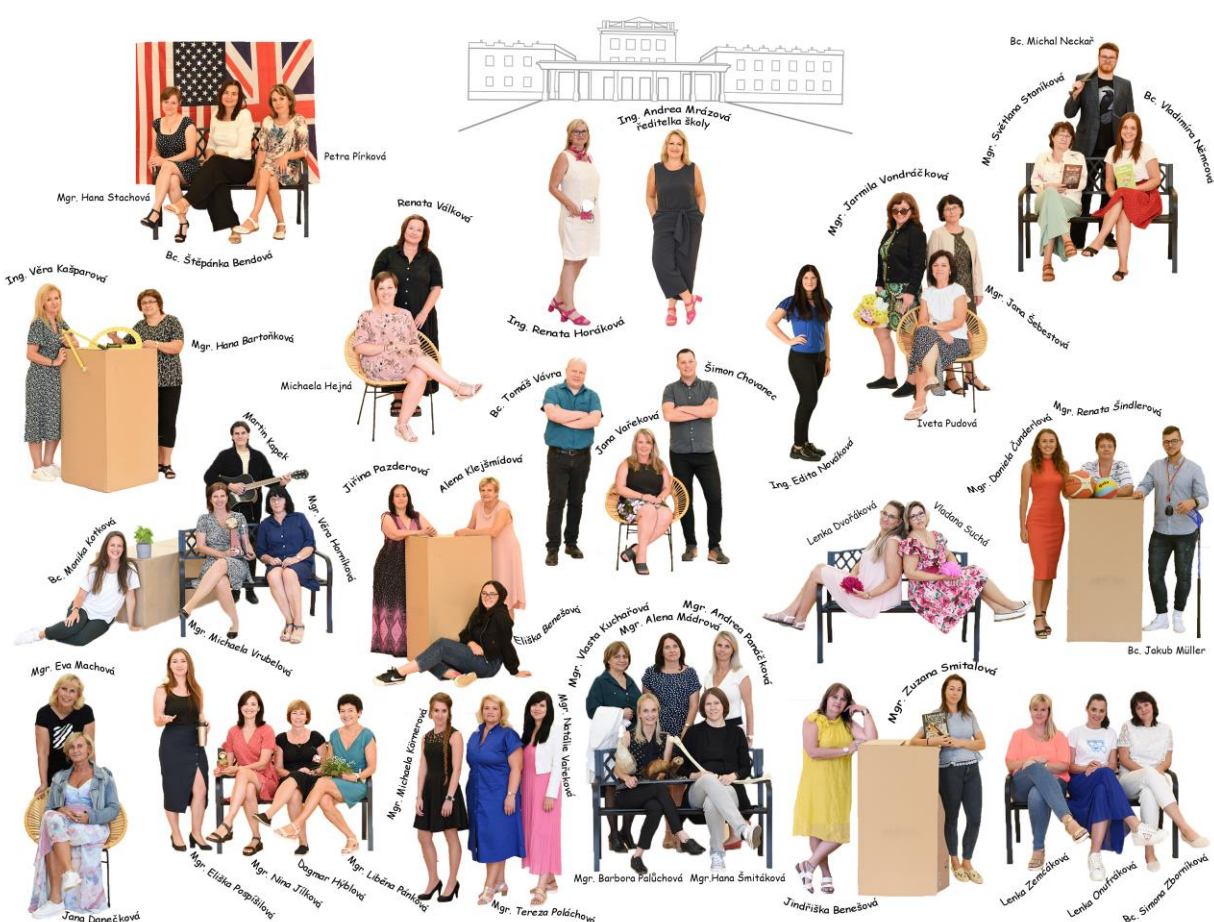 Bc. Michal Neckař
Ing. Andrea Mrázová
ředitelka školy
Mgr. Světlana Staniková
Bc. Vladimíra Němcová
Petra Pírková
Mgr. Hana Stachová
Bc. Štěpánka Bendová
Renata Válková
Mgr. Jarmila Vondráčková
Ing. Věra Kašparová
Mgr. Hana Bartoňková
Ing. Renata Horáková
Mgr. Jana Šebestová
Michaela Hejná
Bc. Tomáš Vávra
Šimon Chovanec
Jana Vařeková
Iveta Pudová
Ing. Edita Nováková
Mgr. Renata Šindlerová
Mgr. Daniela Čunderlová
Martin Kapek
Jiřina Pazderová
Alena Klejšmídová
Mgr. Věra Horníková
Bc. Monika Kotková
Lenka Dvořáková
Vladana Suchá
Mgr. Michaela Vrubelová
Eliška Benešová
Bc. Jakub Müller
Mgr. Vlasta Kuchařová
Mgr. Alena Mádrová
Mgr. Andrea Panáčková
Mgr. Eva Machová
Mgr. Zuzana Smitalová
Mgr. Michaela Körnerová
Mgr. Natálie Vařeková
Jana Danečková
Mgr. Eliška Pospíšilová
Mgr. Nina Jílková
Dagmar Hýblová
Mgr. Liběna Pánková
Mgr. Tereza Poláchov
Mgr. Barbora Palúchová
Mgr.Hana Šmitáková
Jindřiška Benešová
Lenka Zemčáková
Lenka Onufráková
Bc. Simona Zborníková